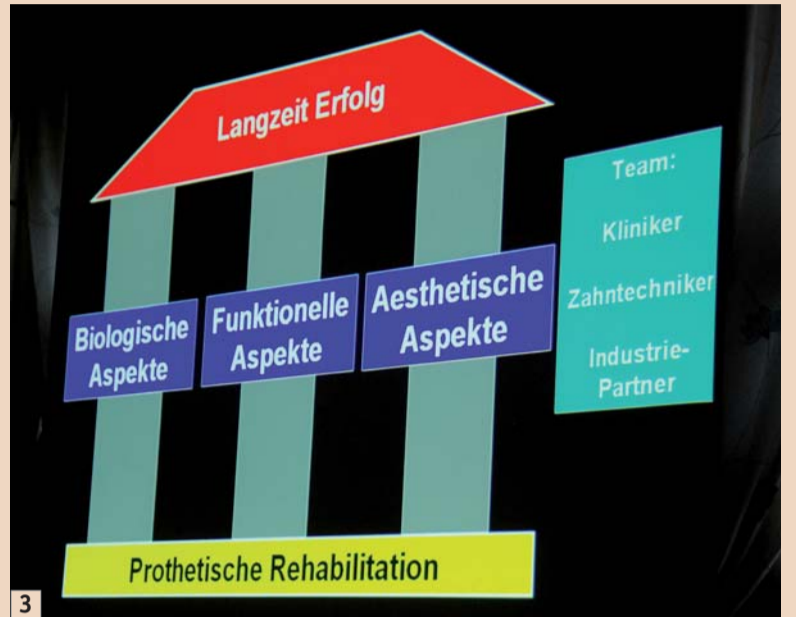 Langzeit Erfolg
Team:
Kliniker
Zahntechniker
Industrie-
Partner
Biologische
Aspekte
Funktionelle
Aspekte
Aesthetische
Aspekte
Prothetische Rehabilitation
3